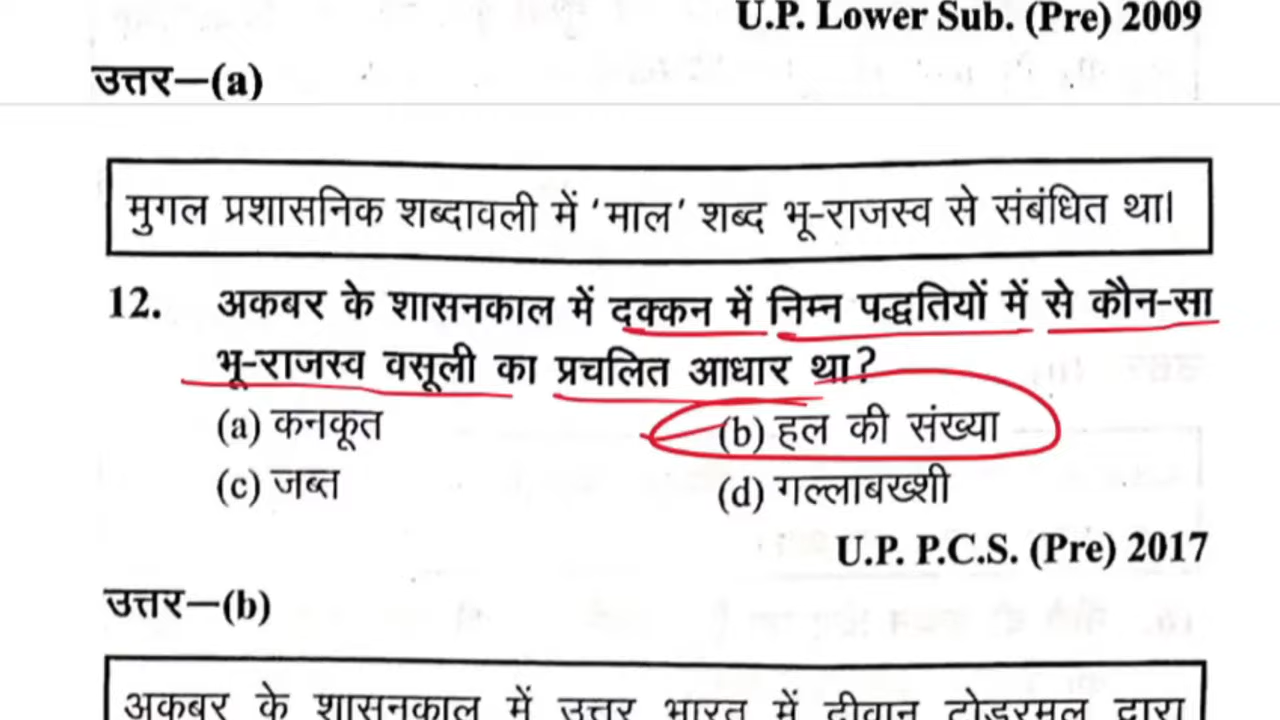 U.P. Lower Sub. (Pre) 2009
उत्तर—(a)
मुगल प्रशासनिक शब्दावली में ‘माल’ शब्द भू-राजस्व से संबंधित था।
12. अकबर के शासनकाल में दक्कन में निम्न पद्धतियों में से कौन-सा
भू-राजस्व वसूली का प्रचलित आधार था?
(a) कनकूत (b) हल की संख्या
(c) जब्त (d) गल्लाबख्शी
U.P. P.C.S. (Pre) 2017
उत्तर—(b)
अकबर के शासनकाल में उत्तर भारत में दीवान टोडरमल द्वारा